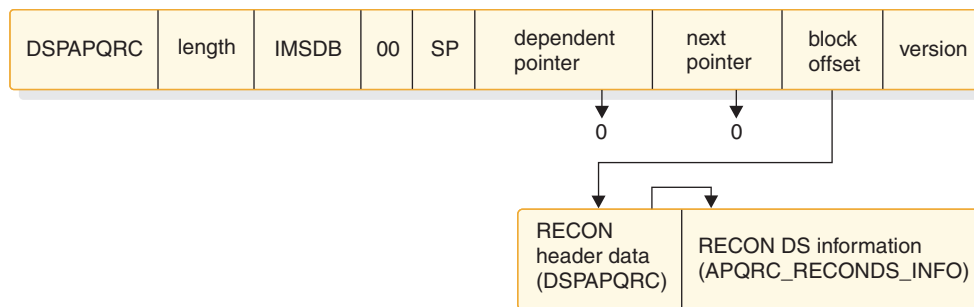 DSPAPQRC
length
IMSDB
00
SP
dependent
pointer
next
pointer
block
offset
version
0
0
RECON
header data
(DSPAPQRC)
RECON DS information
(APQRC_RECONDS_INFO)